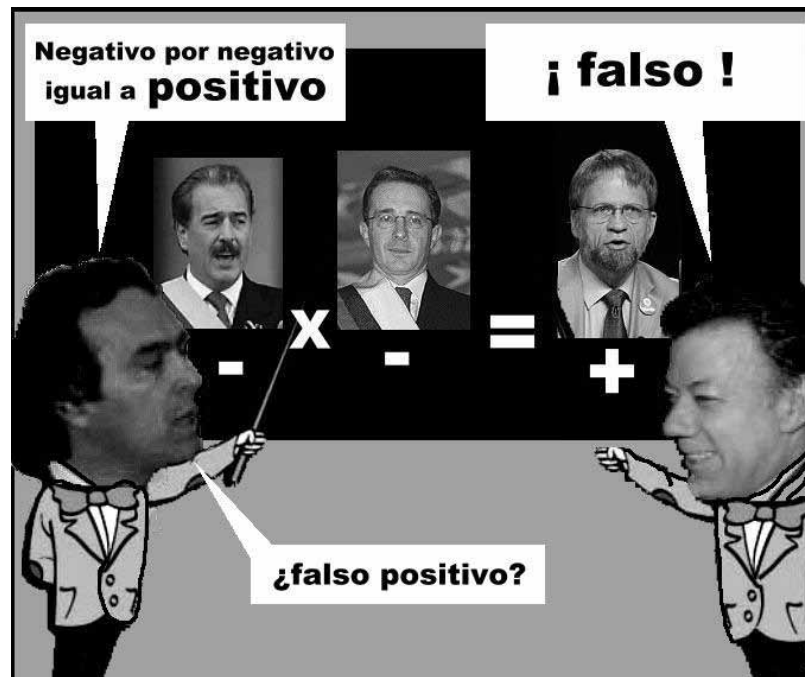 Negativo por negativo
igual a positivo
¡ falso !
- x - = +
¿falso positivo?